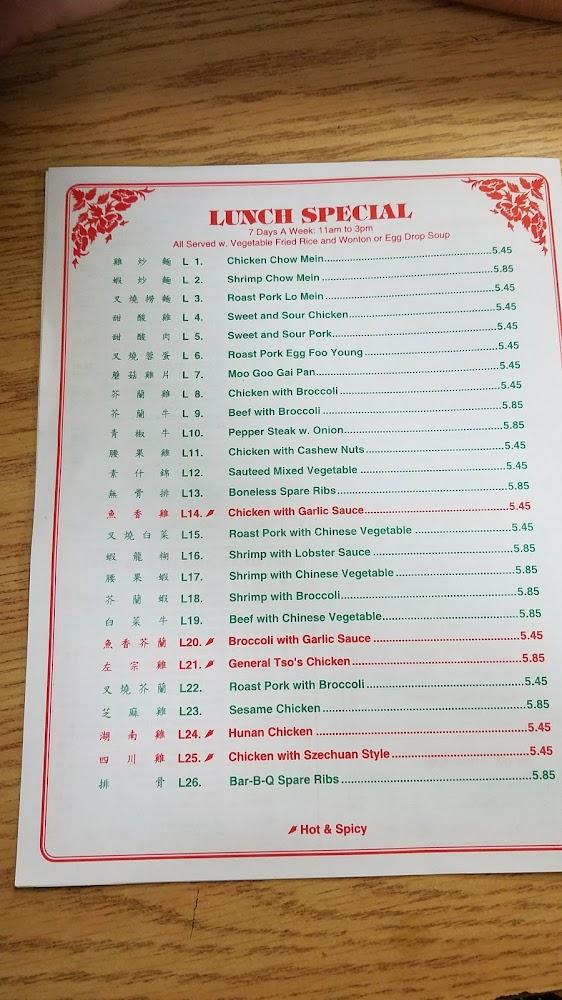 LUNCH SPECIAL
7 Days A Week: 11am to 3pm
All Served w. Vegetable Fried Rice and Wonton or Egg Drop Soup
雞炒麵 L 1. Chicken Chow Mein 5.45
蝦炒麵 L 2. Shrimp Chow Mein 5.85
叉燒撈麵 L 3. Roast Pork Lo Mein 5.45
甜酸雞 L 4. Sweet and Sour Chicken 5.45
甜酸肉 L 5. Sweet and Sour Pork 5.45
叉燒蓉蛋 L 6. Roast Pork Egg Foo Young 5.45
蘑菇雞片 L 7. Moo Goo Gai Pan 5.45
芥蘭雞 L 8. Chicken with Broccoli 5.45
芥蘭牛 L 9. Beef with Broccoli 5.85
青椒牛 L10. Pepper Steak w. Onion 5.85
腰果雞 L11. Chicken with Cashew Nuts 5.45
素什錦 L12. Sauteed Mixed Vegetable 5.45
無骨排 L13. Boneless Spare Ribs 5.85
魚香雞 L14. Chicken with Garlic Sauce 5.45
叉燒白菜 L15. Roast Pork with Chinese Vegetable 5.45
蝦龍糊 L16. Shrimp with Lobster Sauce 5.85
腰果蝦 L17. Shrimp with Chinese Vegetable 5.85
芥蘭蝦 L18. Shrimp with Broccoli 5.85
白菜牛 L19. Beef with Chinese Vegetable 5.85
魚香芥蘭 L20. Broccoli with Garlic Sauce 5.45
左宗雞 L21. General Tso's Chicken 5.85
叉燒芥蘭 L22. Roast Pork with Broccoli 5.45
芝麻雞 L23. Sesame Chicken 5.85
湖南雞 L24. Hunan Chicken 5.45
四川雞 L25. Chicken with Szechuan Style 5.45
排骨 L26. Bar-B-Q Spare Ribs 5.85
Hot & Spicy